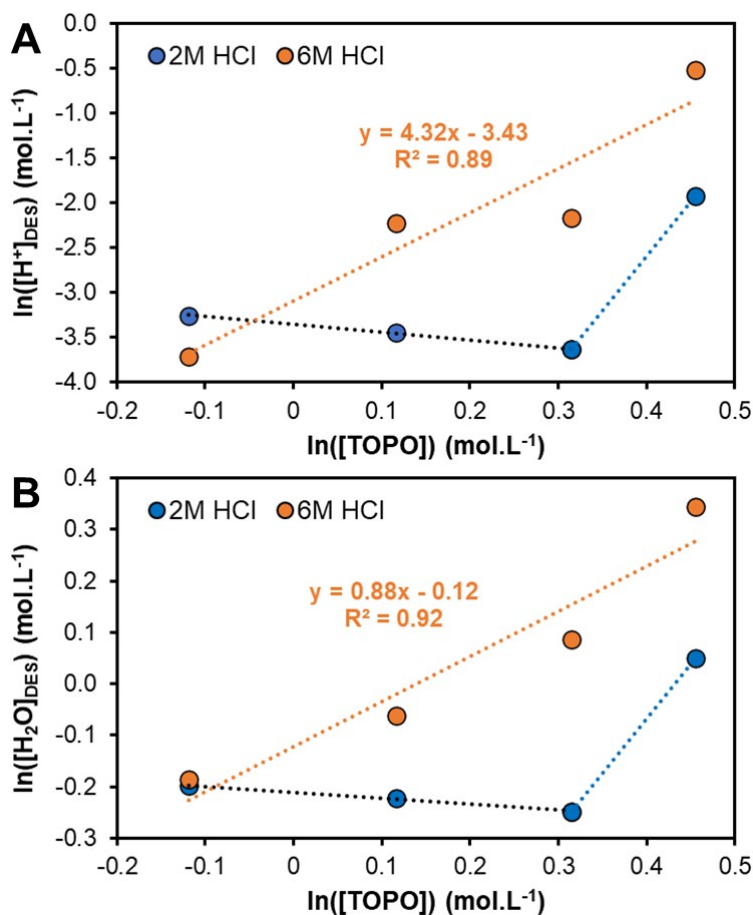 A
2M HCl 6M HCl
y = 4.32x - 3.43
R² = 0.89
ln([H⁺]DES) (mol.L⁻¹)
0.0
-0.5
-1.0
-1.5
-2.0
-2.5
-3.0
-3.5
-4.0
-0.2 -0.1 0 0.1 0.2 0.3 0.4 0.5
ln([TOPO]) (mol.L⁻¹)
B
2M HCl 6M HCl
y = 0.88x - 0.12
R² = 0.92
ln([H₂O]DES) (mol.L⁻¹)
0.4
0.3
0.2
0.1
0.0
-0.1
-0.2
-0.3
-0.2 -0.1 0 0.1 0.2 0.3 0.4 0.5
ln([TOPO]) (mol.L⁻¹)